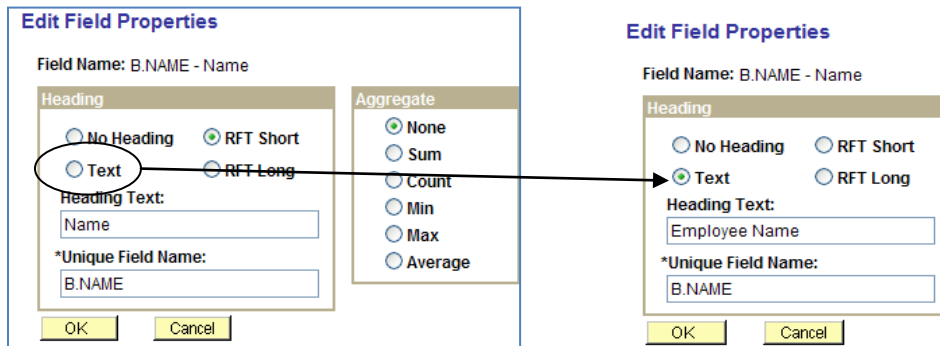 Edit Field Properties
Field Name: B.NAME - Name
Heading
No Heading RFT Short
Text RFT Long
Heading Text:
Name
*Unique Field Name:
B.NAME
OK Cancel
Aggregate
None
Sum
Count
Min
Max
Average
Edit Field Properties
Field Name: B.NAME - Name
Heading
No Heading RFT Short
Text RFT Long
Heading Text:
Employee Name
*Unique Field Name:
B.NAME
OK Cancel